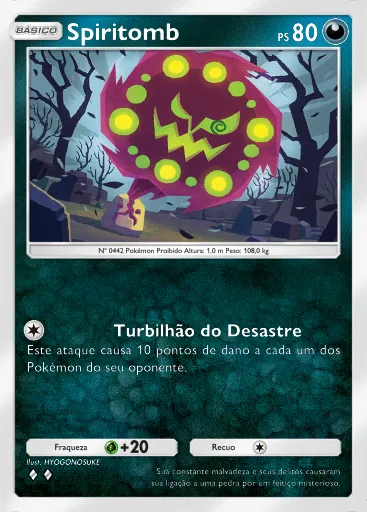 BÁSICO Spiritomb PS 80
Nº 0442 Pokémon Proibido Altura: 1,0 m Peso: 108,0 kg
Turbilhão do Desastre
Este ataque causa 10 pontos de dano a cada um dos
Pokémon do seu oponente.
Fraqueza +20 Recuo
Ilust. HYOGONOSUKE
Sua constante malvadeza e seus delitos causaram
sua ligação a uma pedra por um feitiço misterioso.